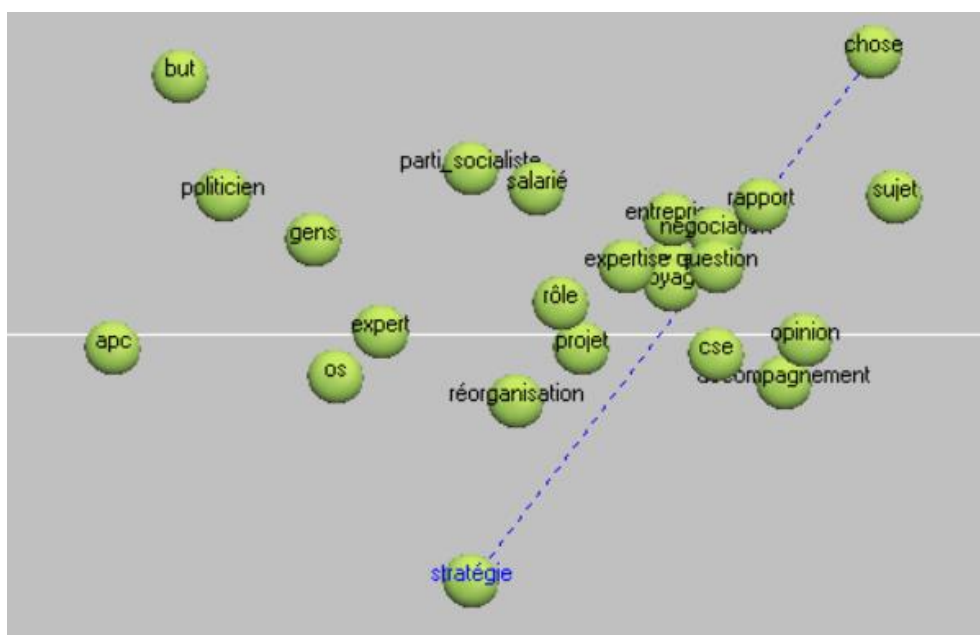 chose
but
parti_socialiste
salarié
politicien
rapport
sujet
gens
négociation
expertise
question
rôle
expert
apc
projet
cse
opinion
os
réorganisation
stratégie